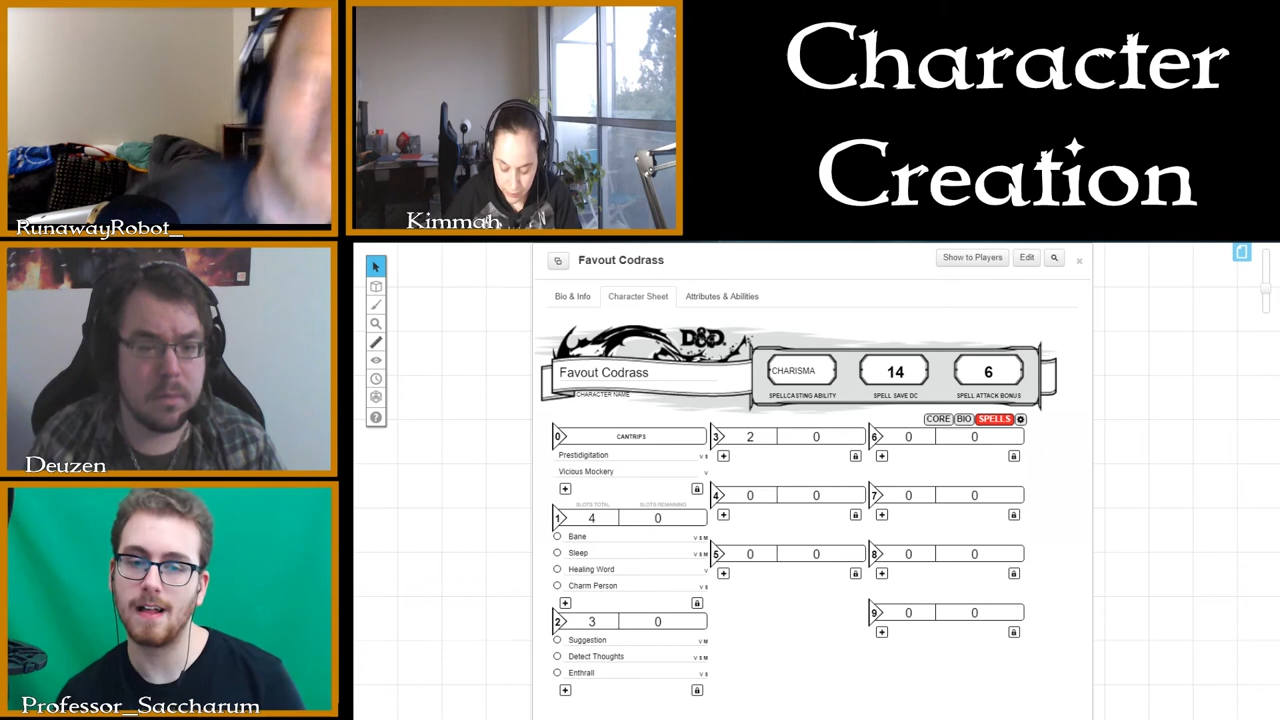 Character
Creation
RunawayRobot_
Kimmah
Deuzen
Professor_Saccharum
Favout Codrass
Show to Players
Edit
Bio & Info
Character Sheet
Attributes & Abilities
D&D
Favout Codrass
CHARACTER NAME
CHARISMA
14
6
SPELLCASTING ABILITY
SPELL SAVE DC
SPELL ATTACK BONUS
CORE
BIO
SPELLS
0 CANTRIPS
Prestidigitation V S
Vicious Mockery V
SLOTS TOTAL SLOTS REMAINING
1 4 0
Bane V S M
Sleep V S M
Healing Word V
Charm Person V S
2 3 0
Suggestion V M
Detect Thoughts V S M
Enthrall V S
3 2 0
4 0 0
5 0 0
6 0 0
7 0 0
8 0 0
9 0 0